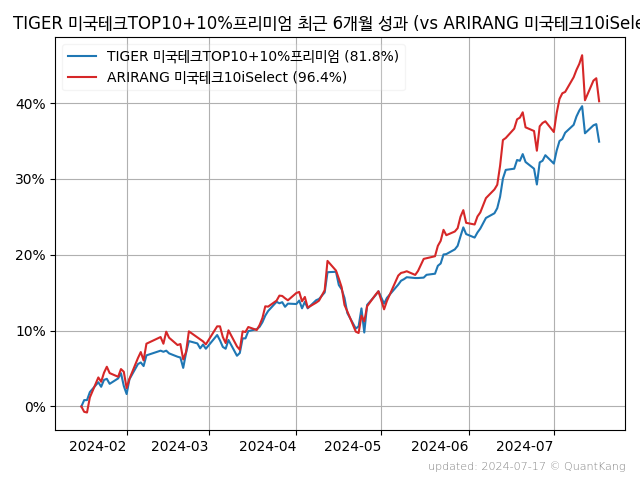 TIGER 미국테크TOP10+10%프리미엄 최근 6개월 성과 (vs ARIRANG 미국테크10iSele
TIGER 미국테크TOP10+10%프리미엄 (81.8%)
ARIRANG 미국테크10iSelect (96.4%)
40%
30%
20%
10%
0%
2024-02 2024-03 2024-04 2024-05 2024-06 2024-07
updated: 2024-07-17 © QuantKang